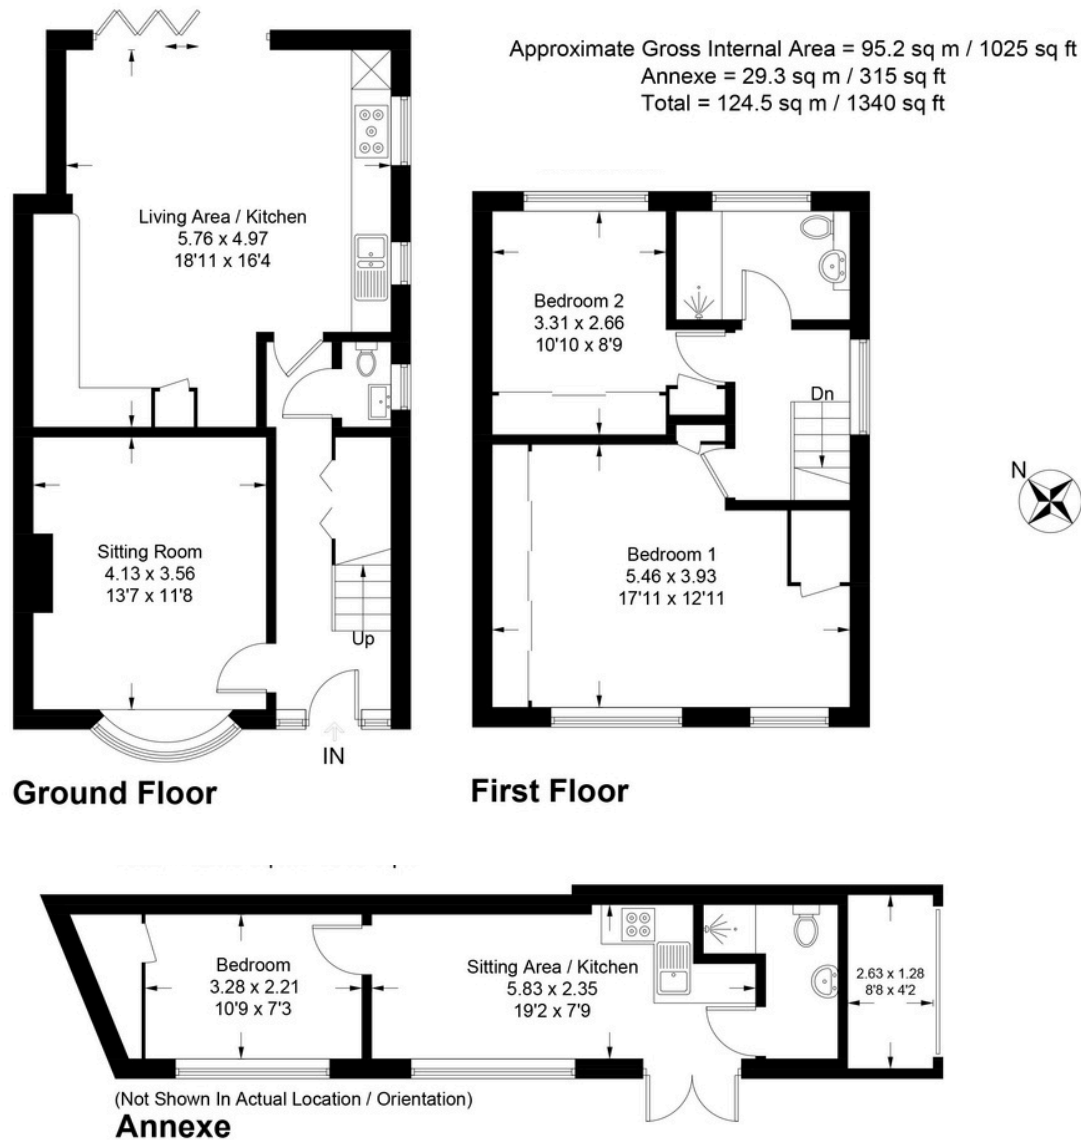 Approximate Gross Internal Area = 95.2 sq m / 1025 sq ft
Annexe = 29.3 sq m / 315 sq ft
Total = 124.5 sq m / 1340 sq ft
Living Area / Kitchen
5.76 x 4.97
18'11 x 16'4
Sitting Room
4.13 x 3.56
13'7 x 11'8
Up
IN
Ground Floor
Bedroom 2
3.31 x 2.66
10'10 x 8'9
Dn
Bedroom 1
5.46 x 3.93
17'11 x 12'11
First Floor
N
Bedroom
3.28 x 2.21
10'9 x 7'3
Sitting Area / Kitchen
5.83 x 2.35
19'2 x 7'9
2.63 x 1.28
8'8 x 4'2
(Not Shown In Actual Location / Orientation)
Annexe